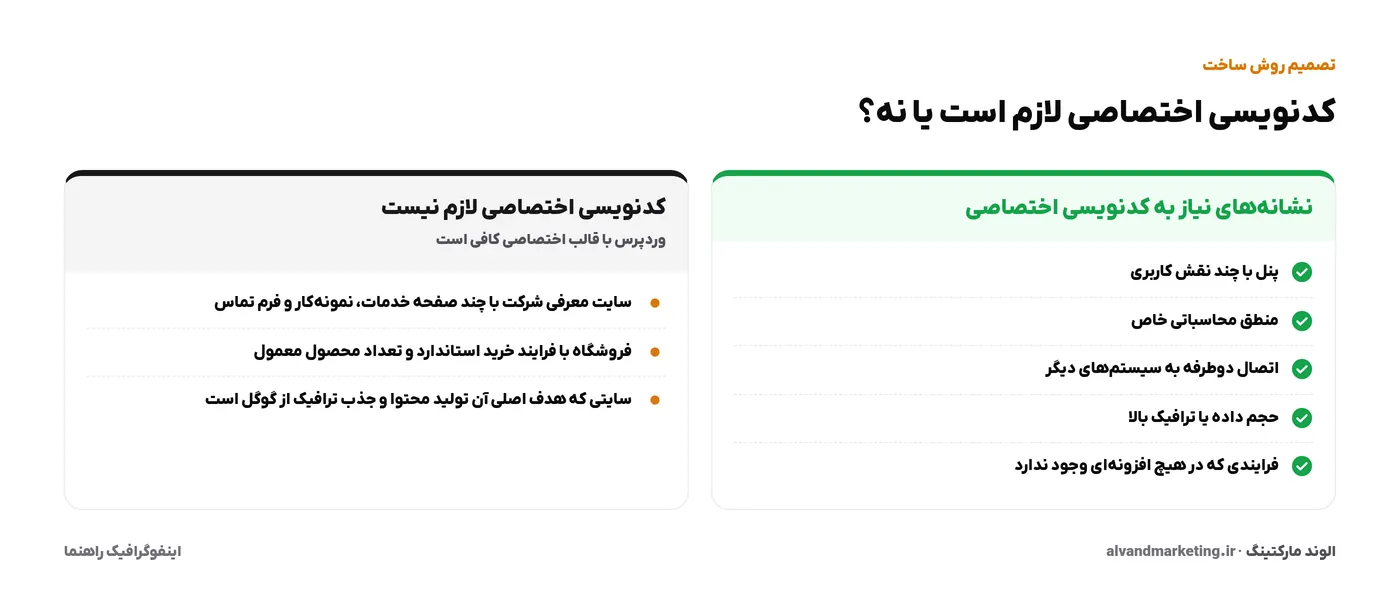 تصمیم روش ساخت
کدنویسی اختصاصی لازم است یا نه؟
نشانه‌های نیاز به کدنویسی اختصاصی
پنل با چند نقش کاربری
منطق محاسباتی خاص
اتصال دوطرفه به سیستم‌های دیگر
حجم داده یا ترافیک بالا
فرایندی که در هیچ افزونه‌ای وجود ندارد
کدنویسی اختصاصی لازم نیست
وردپرس با قالب اختصاصی کافی است
سایت معرفی شرکت با چند صفحه خدمات، نمونه‌کار و فرم تماس
فروشگاه با فرایند خرید استاندارد و تعداد محصول معمول
سایتی که هدف اصلی آن تولید محتوا و جذب ترافیک از گوگل است
الوند مارکتینگ · alvandmarketing.ir
اینفوگرافیک راهنما